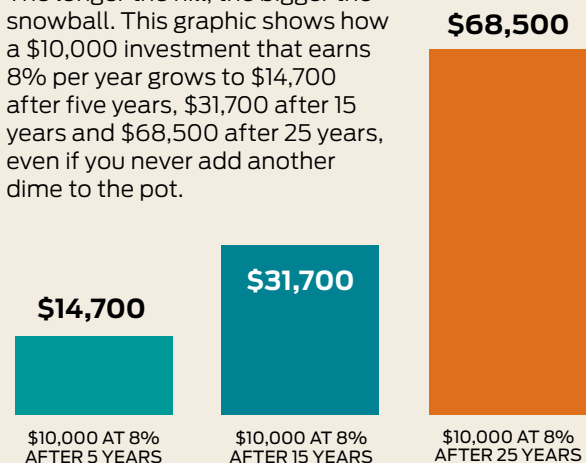 snowball. This graphic shows how
a $10,000 investment that earns
8% per year grows to $14,700
after five years, $31,700 after 15
years and $68,500 after 25 years,
even if you never add another
dime to the pot.
$68,500
$31,700
$14,700
$10,000 AT 8%
AFTER 5 YEARS
$10,000 AT 8%
AFTER 15 YEARS
$10,000 AT 8%
AFTER 25 YEARS